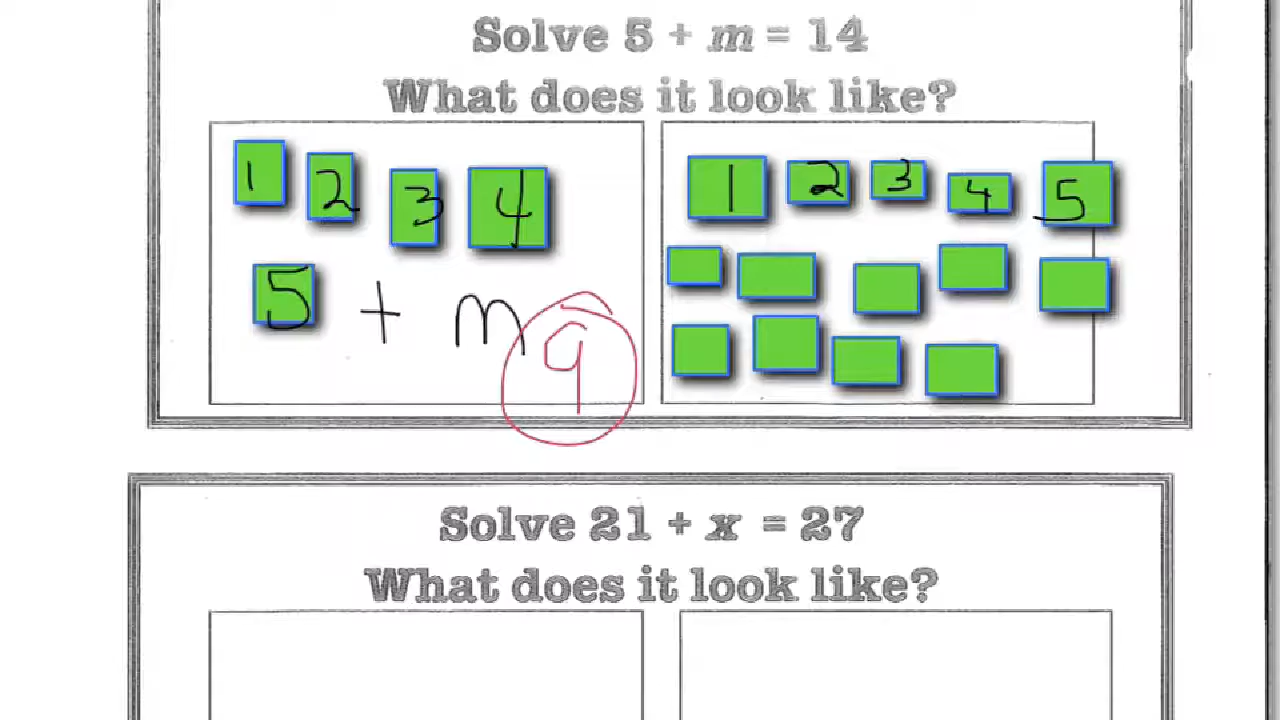 Solve 5 + m = 14
What does it look like?
1 2 3 4
5 + m 9
1 2 3 4 5
Solve 21 + x = 27
What does it look like?